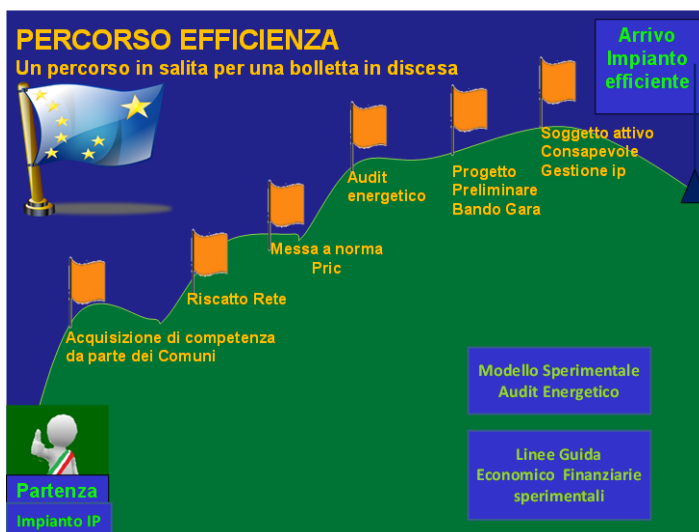 PERCORSO EFFICIENZA
Un percorso in salita per una bolletta in discesa
Arrivo
Impianto
efficiente
Soggetto attivo
Consapevole
Gestione ip
Progetto
Preliminare
Bando Gara
Audit
energetico
Messa a norma
Pric
Riscatto Rete
Acquisizione di competenza
da parte dei Comuni
Modello Sperimentale
Audit Energetico
Linee Guida
Economico Finanziarie
sperimentali
Partenza
Impianto IP